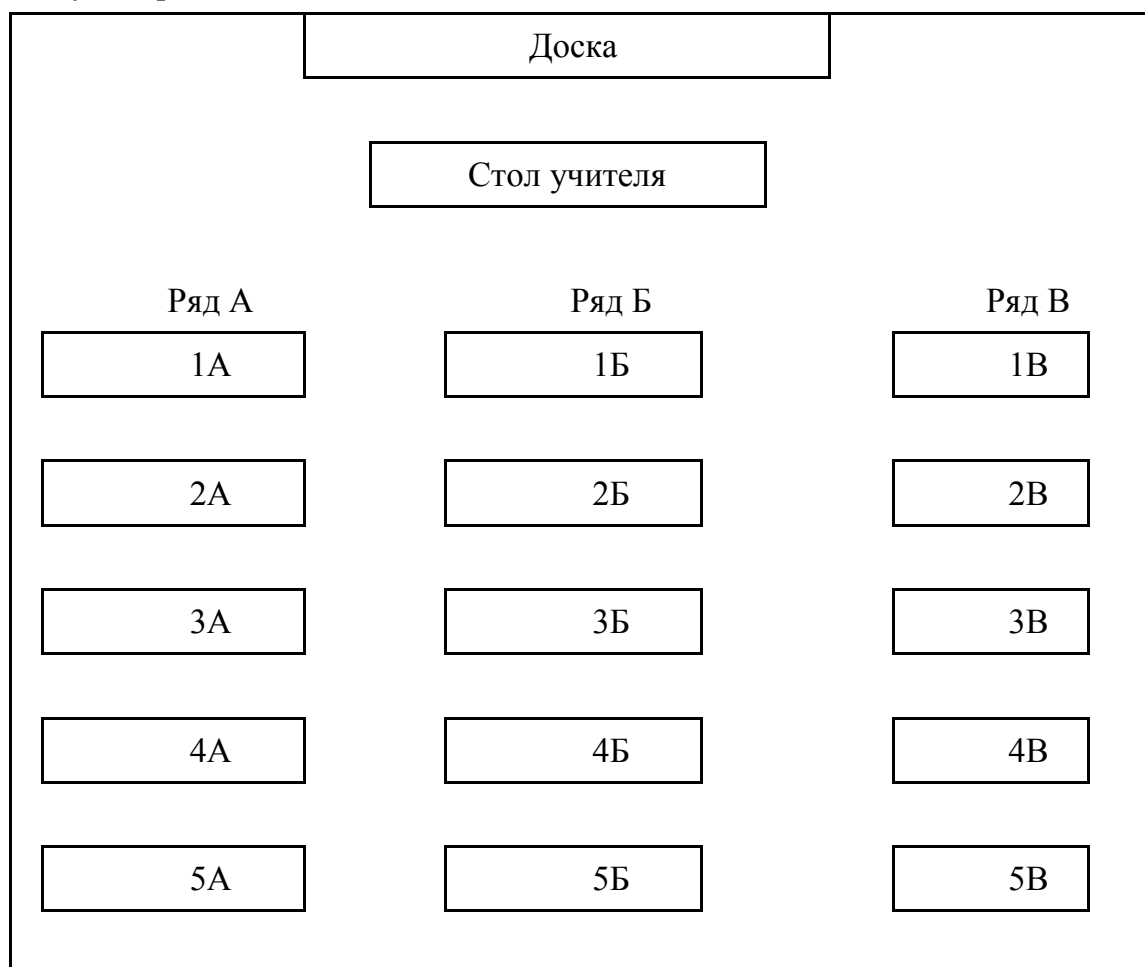 Доска
Стол учителя
Ряд А Ряд Б Ряд В
1А 1Б 1В
2А 2Б 2В
3А 3Б 3В
4А 4Б 4В
5А 5Б 5В